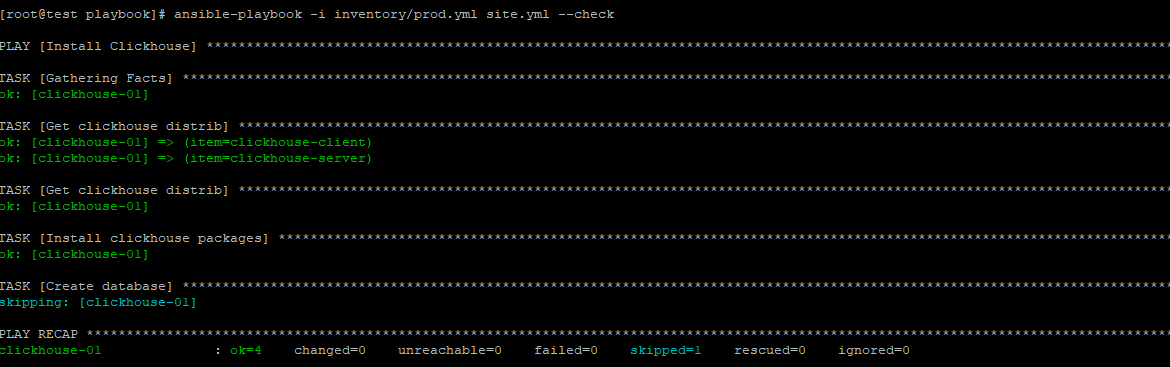 [root@test playbook]# ansible-playbook -i inventory/prod.yml site.yml --check
PLAY [Install Clickhouse] *************************************************************************************************************************
TASK [Gathering Facts] ****************************************************************************************************************************
ok: [clickhouse-01]
TASK [Get clickhouse distrib] *********************************************************************************************************************
ok: [clickhouse-01] => (item=clickhouse-client)
ok: [clickhouse-01] => (item=clickhouse-server)
TASK [Get clickhouse distrib] *********************************************************************************************************************
ok: [clickhouse-01]
TASK [Install clickhouse packages] ****************************************************************************************************************
ok: [clickhouse-01]
TASK [Create database] ****************************************************************************************************************************
skipping: [clickhouse-01]
PLAY RECAP ****************************************************************************************************************************************
clickhouse-01              : ok=4    changed=0    unreachable=0    failed=0    skipped=1    rescued=0    ignored=0